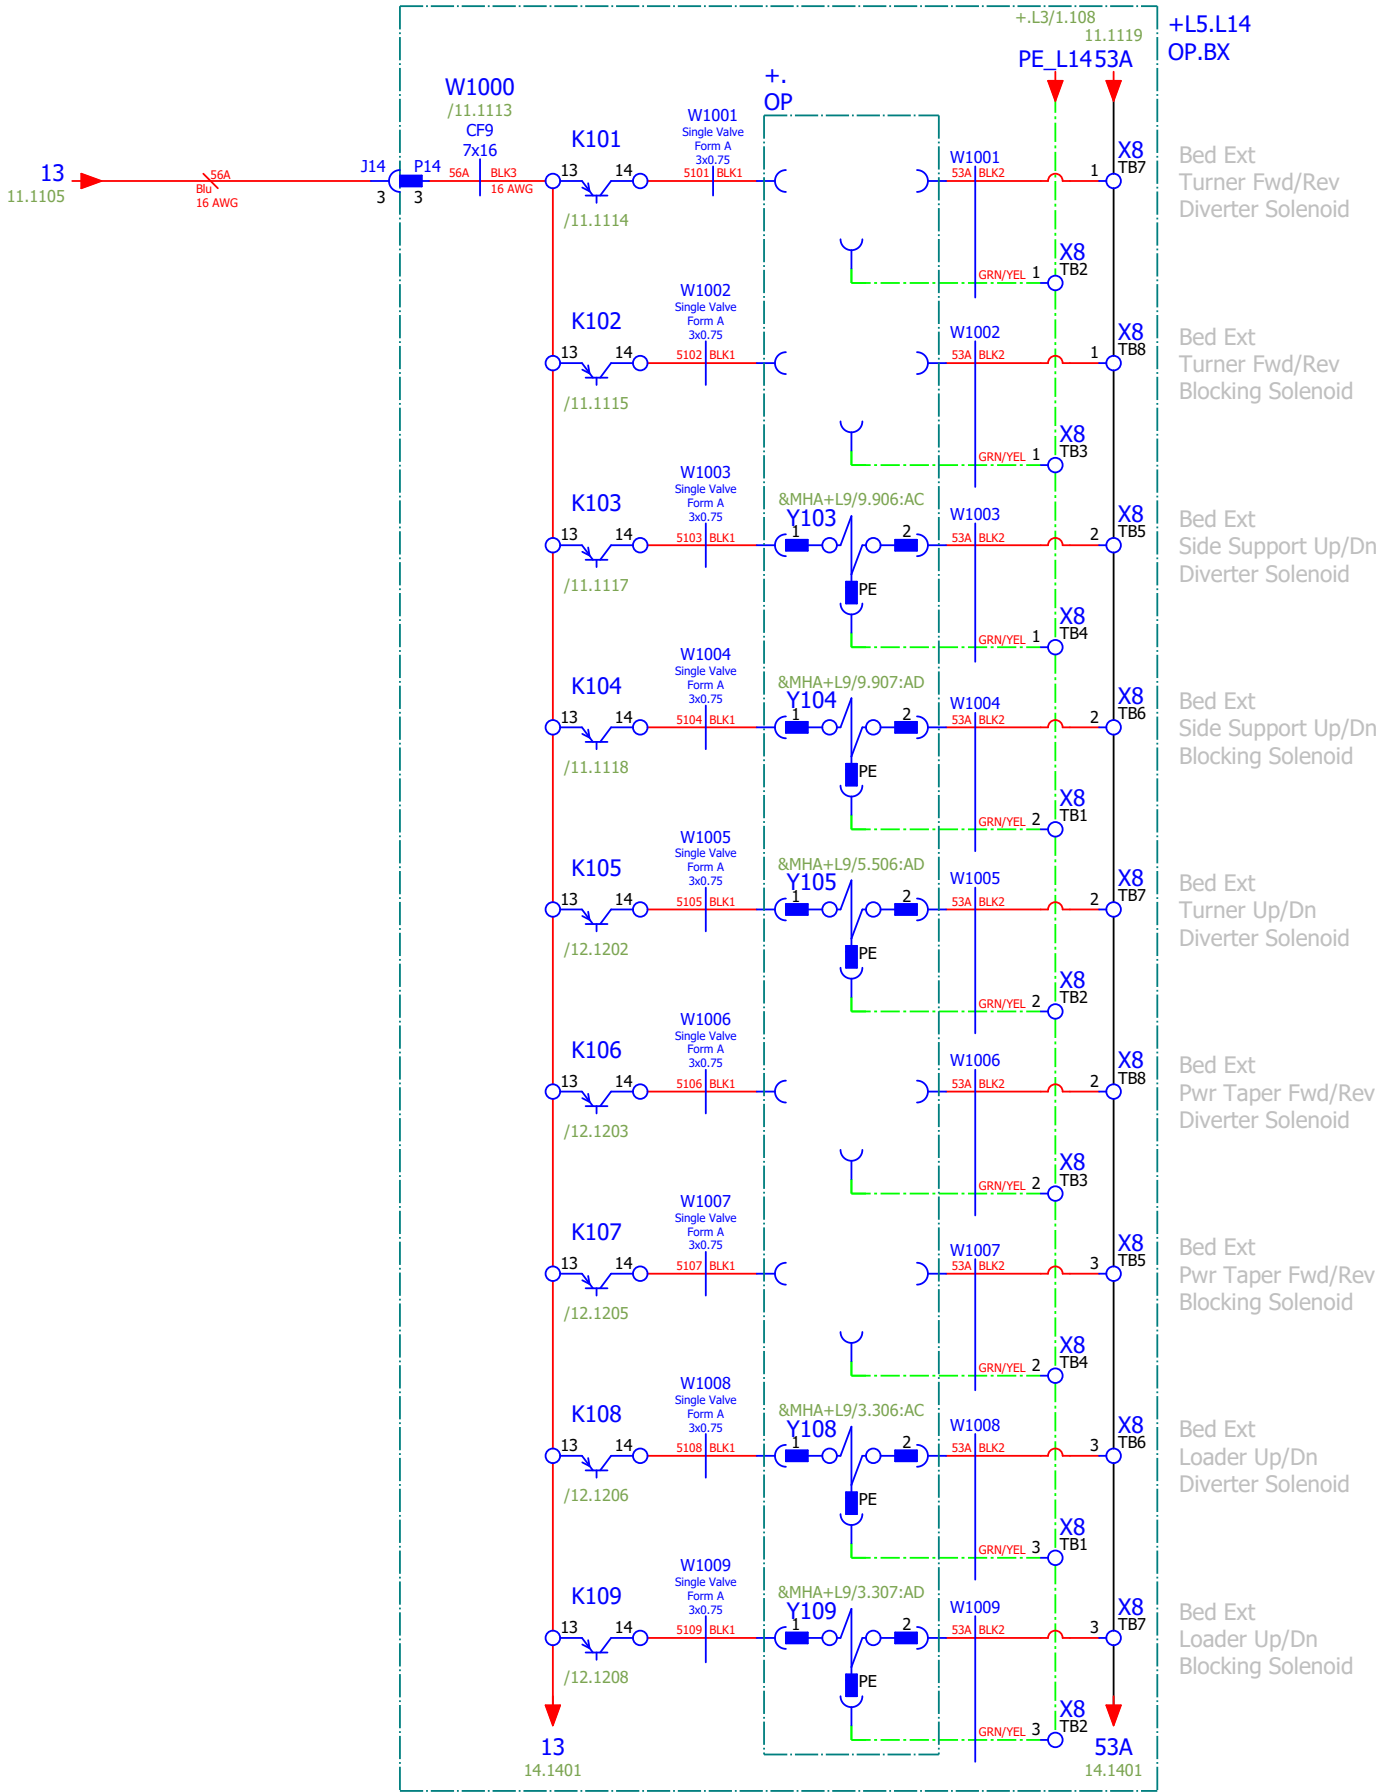 +.L3/1.108
11.1119
PE_L14 53A
+L5.L14
OP.BX
W1000
/11.1113
CF9
7x16
+.
OP
13
11.1105
56A
Blu
16 AWG
J14
3
P14
3
56A
BLK3
16 AWG
K101
13 14
/11.1114
W1001
Single Valve
Form A
3x0.75
5101 BLK1
W1001
53A BLK2
1
X8
TB7
Bed Ext
Turner Fwd/Rev
Diverter Solenoid
GRN/YEL 1
X8
TB2
K102
13 14
/11.1115
W1002
Single Valve
Form A
3x0.75
5102 BLK1
W1002
53A BLK2
1
X8
TB8
Bed Ext
Turner Fwd/Rev
Blocking Solenoid
GRN/YEL 1
X8
TB3
K103
13 14
/11.1117
W1003
Single Valve
Form A
3x0.75
5103 BLK1
&MHA+L9/9.906:AC
Y103
1 2
PE
W1003
53A BLK2
2
X8
TB5
Bed Ext
Side Support Up/Dn
Diverter Solenoid
GRN/YEL 1
X8
TB4
K104
13 14
/11.1118
W1004
Single Valve
Form A
3x0.75
5104 BLK1
&MHA+L9/9.907:AD
Y104
1 2
PE
W1004
53A BLK2
2
X8
TB6
Bed Ext
Side Support Up/Dn
Blocking Solenoid
GRN/YEL 2
X8
TB1
K105
13 14
/12.1202
W1005
Single Valve
Form A
3x0.75
5105 BLK1
&MHA+L9/5.506:AD
Y105
1 2
PE
W1005
53A BLK2
2
X8
TB7
Bed Ext
Turner Up/Dn
Diverter Solenoid
GRN/YEL 2
X8
TB2
K106
13 14
/12.1203
W1006
Single Valve
Form A
3x0.75
5106 BLK1
W1006
53A BLK2
2
X8
TB8
Bed Ext
Pwr Taper Fwd/Rev
Diverter Solenoid
GRN/YEL 2
X8
TB3
K107
13 14
/12.1205
W1007
Single Valve
Form A
3x0.75
5107 BLK1
W1007
53A BLK2
3
X8
TB5
Bed Ext
Pwr Taper Fwd/Rev
Blocking Solenoid
GRN/YEL 2
X8
TB4
K108
13 14
/12.1206
W1008
Single Valve
Form A
3x0.75
5108 BLK1
&MHA+L9/3.306:AC
Y108
1 2
PE
W1008
53A BLK2
3
X8
TB6
Bed Ext
Loader Up/Dn
Diverter Solenoid
GRN/YEL 3
X8
TB1
K109
13 14
/12.1208
W1009
Single Valve
Form A
3x0.75
5109 BLK1
&MHA+L9/3.307:AD
Y109
1 2
PE
W1009
53A BLK2
3
X8
TB7
Bed Ext
Loader Up/Dn
Blocking Solenoid
GRN/YEL 3
X8
TB2
13
14.1401
53A
14.1401